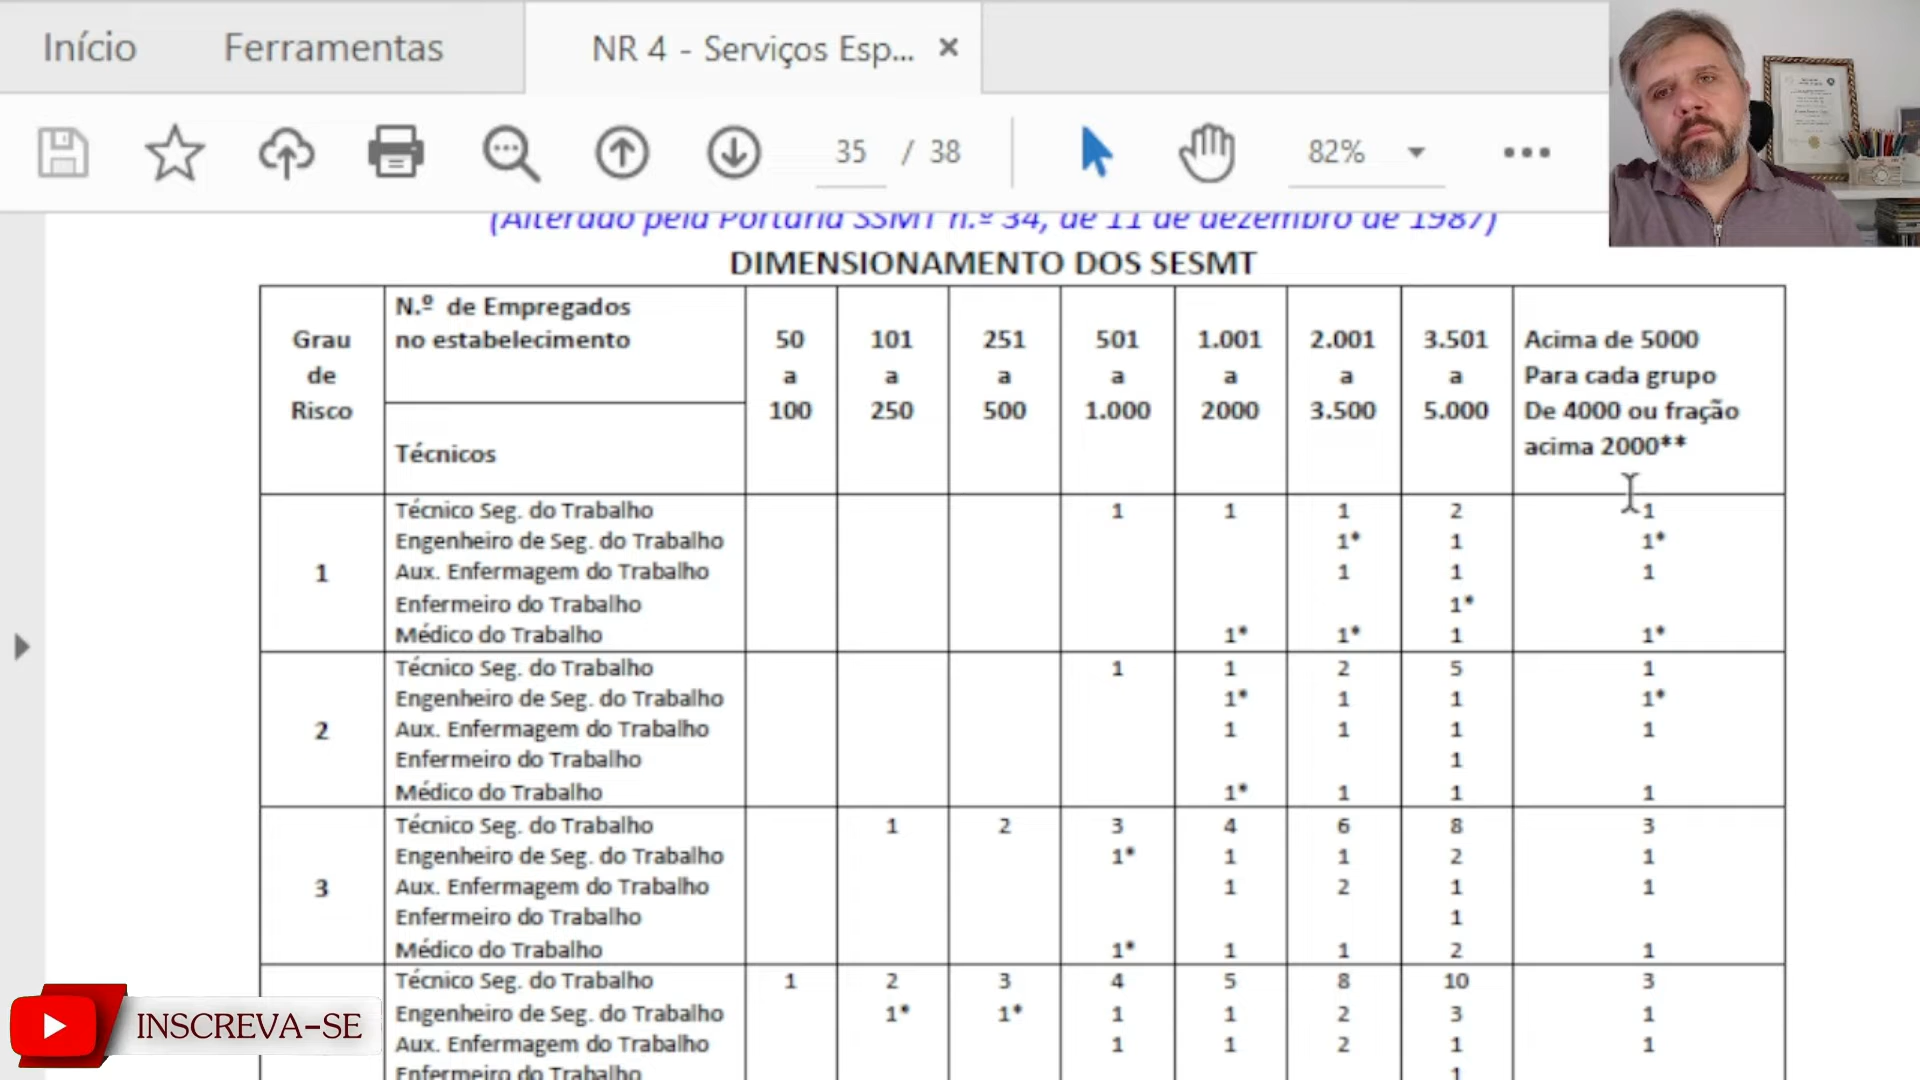 Início Ferramentas NR 4 - Serviços Esp... ×
35 / 38 82%
(Alterado pela Portaria SSMT n.º 34, de 11 de dezembro de 1987)
DIMENSIONAMENTO DOS SESMT
Grau de Risco
N.º de Empregados
no estabelecimento
Técnicos
50 a 100
101 a 250
251 a 500
501 a 1.000
1.001 a 2000
2.001 a 3.500
3.501 a 5.000
Acima de 5000
Para cada grupo
De 4000 ou fração
acima 2000**
1
Técnico Seg. do Trabalho 1 1 1 2 1
Engenheiro de Seg. do Trabalho 1* 1 1*
Aux. Enfermagem do Trabalho 1 1 1
Enfermeiro do Trabalho 1*
Médico do Trabalho 1* 1* 1 1*
2
Técnico Seg. do Trabalho 1 1 2 5 1
Engenheiro de Seg. do Trabalho 1* 1 1 1*
Aux. Enfermagem do Trabalho 1 1 1 1
Enfermeiro do Trabalho 1
Médico do Trabalho 1* 1 1 1
3
Técnico Seg. do Trabalho 1 2 3 4 6 8 3
Engenheiro de Seg. do Trabalho 1* 1 1 2 1
Aux. Enfermagem do Trabalho 1 2 1 1
Enfermeiro do Trabalho 1
Médico do Trabalho 1* 1 1 2 1
Técnico Seg. do Trabalho 1 2 3 4 5 8 10 3
Engenheiro de Seg. do Trabalho 1* 1* 1 1 2 3 1
Aux. Enfermagem do Trabalho 1 1 2 1 1
Enfermeiro do Trabalho 1
INSCREVA-SE